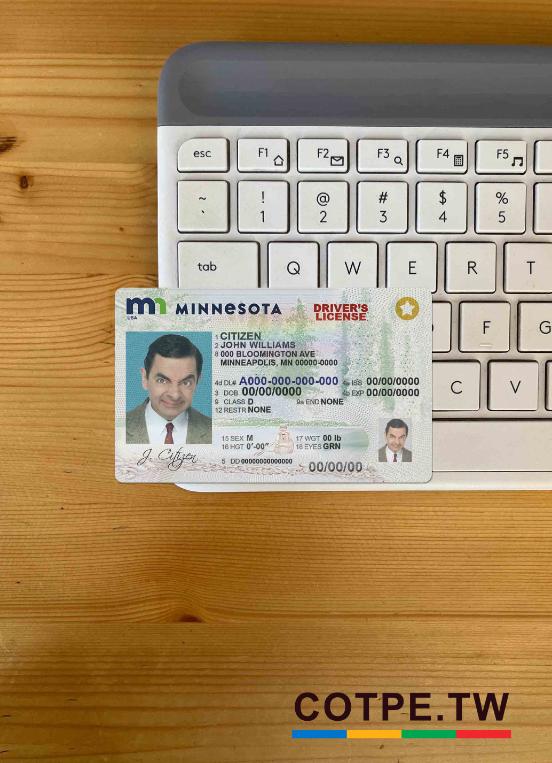 esc F1 F2 F3 F4 F5
~ ! @ # $ %
` 1 2 3 4 5
tab Q W E R T
mn MINNESOTA DRIVER'S
USA LICENSE
1 CITIZEN
2 JOHN WILLIAMS
8 000 BLOOMINGTON AVE
MINNEAPOLIS, MN 00000-0000
F G
4d DL# A000-000-000-000 4a ISS 00/00/0000
3 DOB 00/00/0000 4b EXP 00/00/0000
9 CLASS D 9a END NONE
12 RESTR NONE
C V
15 SEX M 17 WGT 00 lb
16 HGT 0'-00" 18 EYES GRN
J. Citizen
5 DD 0000000000000 00/00/00
COTPE.TW